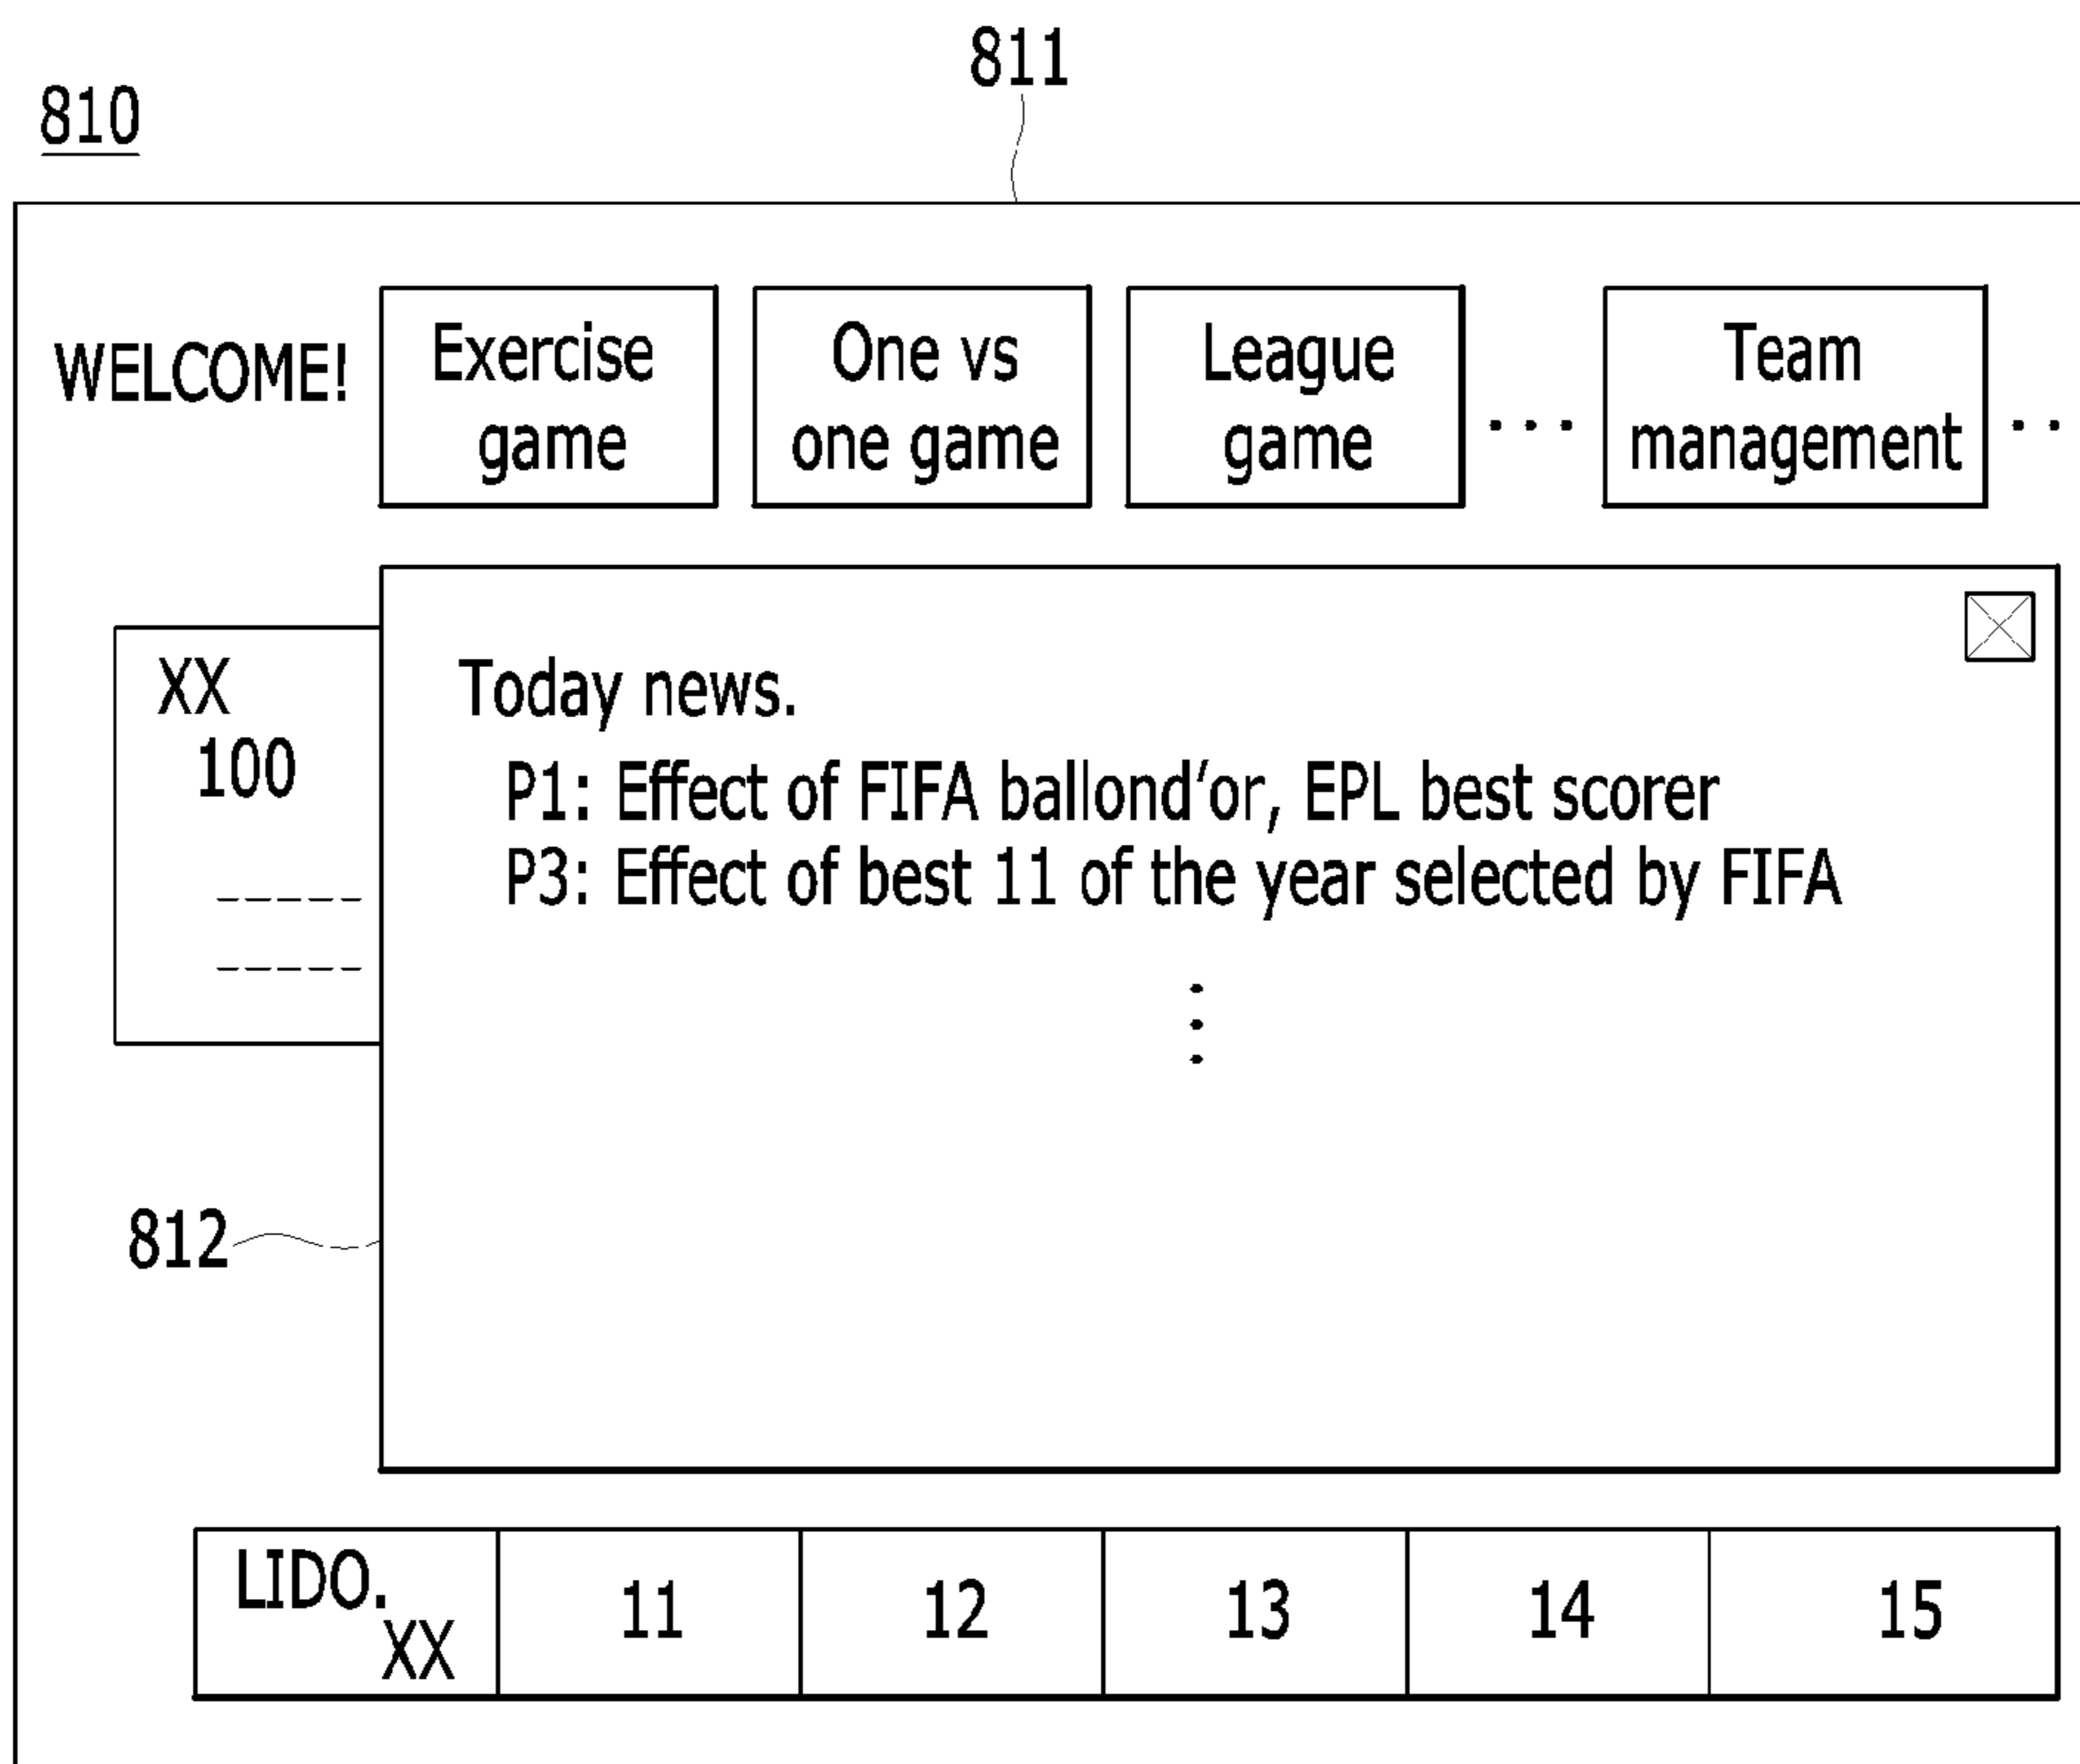 811
810
WELCOME!
Exercise
game
One vs
one game
League
game
...
Team
management
..
XX
100
Today news.
P1: Effect of FIFA ballond'or, EPL best scorer
P3: Effect of best 11 of the year selected by FIFA
812
LIDO.
XX
11
12
13
14
15